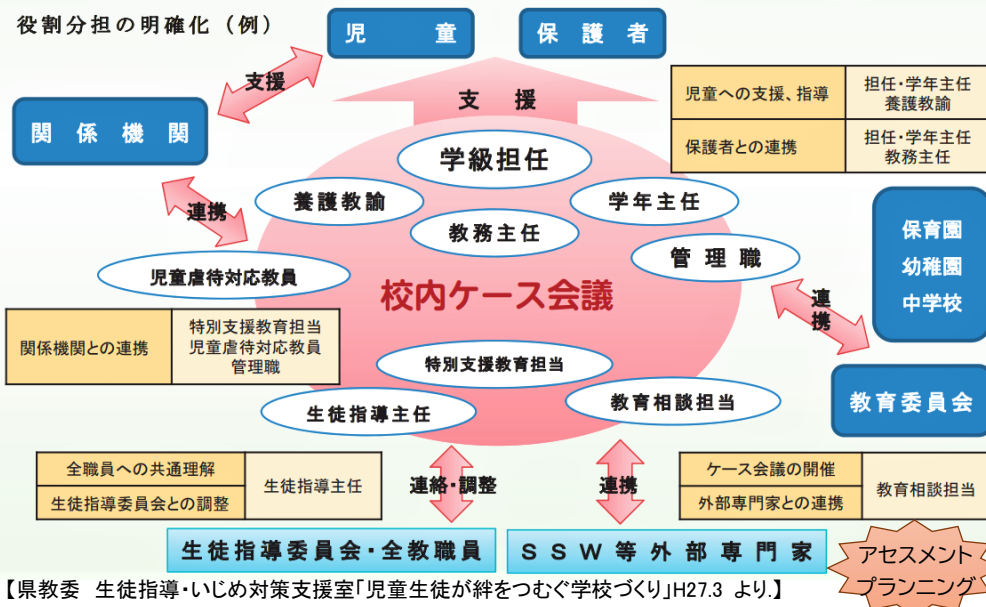 役割分担の明確化（例）
児　童
保護者
支援
支　援
関係機関
児童への支援、指導
担任・学年主任
養護教諭
保護者との連携
担任・学年主任
教務主任
学級担任
養護教諭
学年主任
教務主任
連携
管理職
児童虐待対応教員
校内ケース会議
保育園
幼稚園
中学校
連携
関係機関との連携
特別支援教育担当
児童虐待対応教員
管理職
特別支援教育担当
生徒指導主任
教育相談担当
教育委員会
全職員への共通理解
生徒指導委員会との調整
生徒指導主任
連絡・調整
連携
ケース会議の開催
外部専門家との連携
教育相談担当
生徒指導委員会・全教職員
ＳＳＷ等外部専門家
アセスメント
プランニング
【県教委　生徒指導・いじめ対策支援室「児童生徒が絆をつむぐ学校づくり」H27.3 より.】